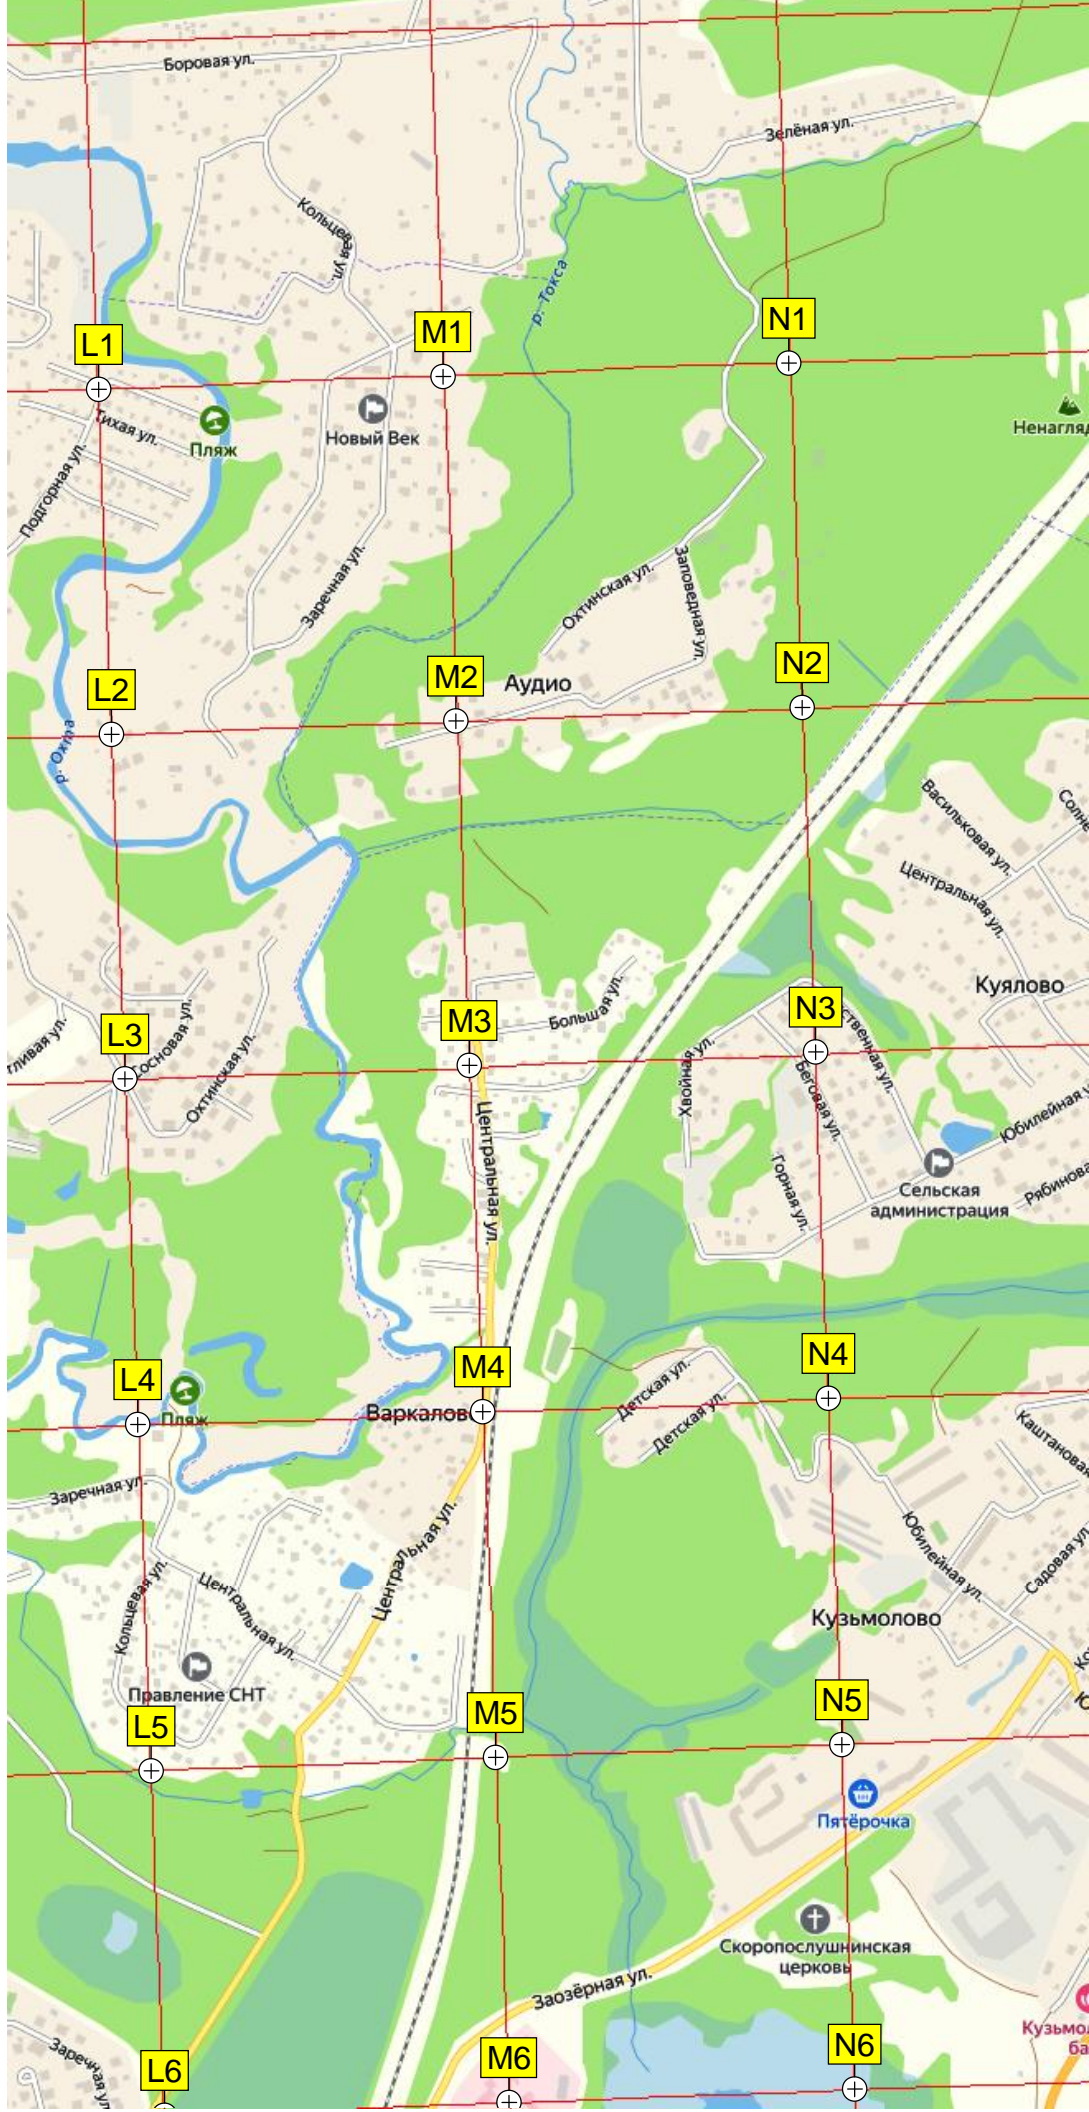 Боровая ул.
Зелёная ул.
Кольцевая ул.
р. Токса
L1
M1
N1
Тихая ул.
Пляж
Новый Век
Подгорная ул.
Заречная ул.
Охтинская ул.
Заповедная ул.
L2
M2
Аудио
N2
р. Охта
Васильковая ул.
Центральная ул.
Куялово
L3
M3
N3
Большая ул.
Сосновая ул.
Охтинская ул.
Хвойная ул.
Беговая ул.
Горная ул.
Юбилейная у
Сельская
администрация
Центральная ул.
L4
M4
N4
Пляж
Варкалово
Детская ул.
Детская ул.
Каштановая
Заречная ул.
Кольцевая ул.
Центральная ул.
Центральная ул.
Юбилейная ул.
Садовая ул.
Кузьмолово
Правление СНТ
L5
M5
N5
Пятёрочка
Скоропослушнинская
церковь
Заозёрная ул.
Заречная ул.
L6
M6
N6